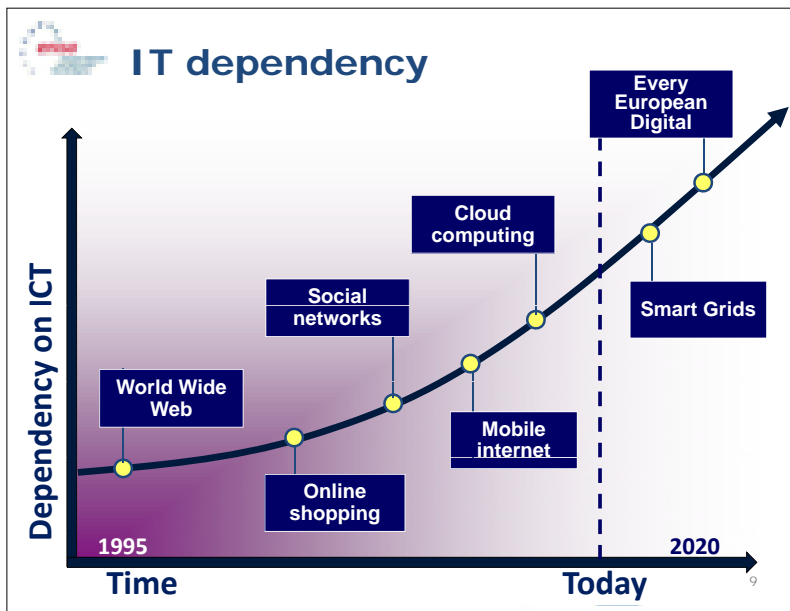 IT dependency
Every
European
Digital
Cloud
computing
Social
networks
Smart Grids
World Wide
Web
Mobile
internet
Online
shopping
Dependency on ICT
1995
2020
Time
Today
9